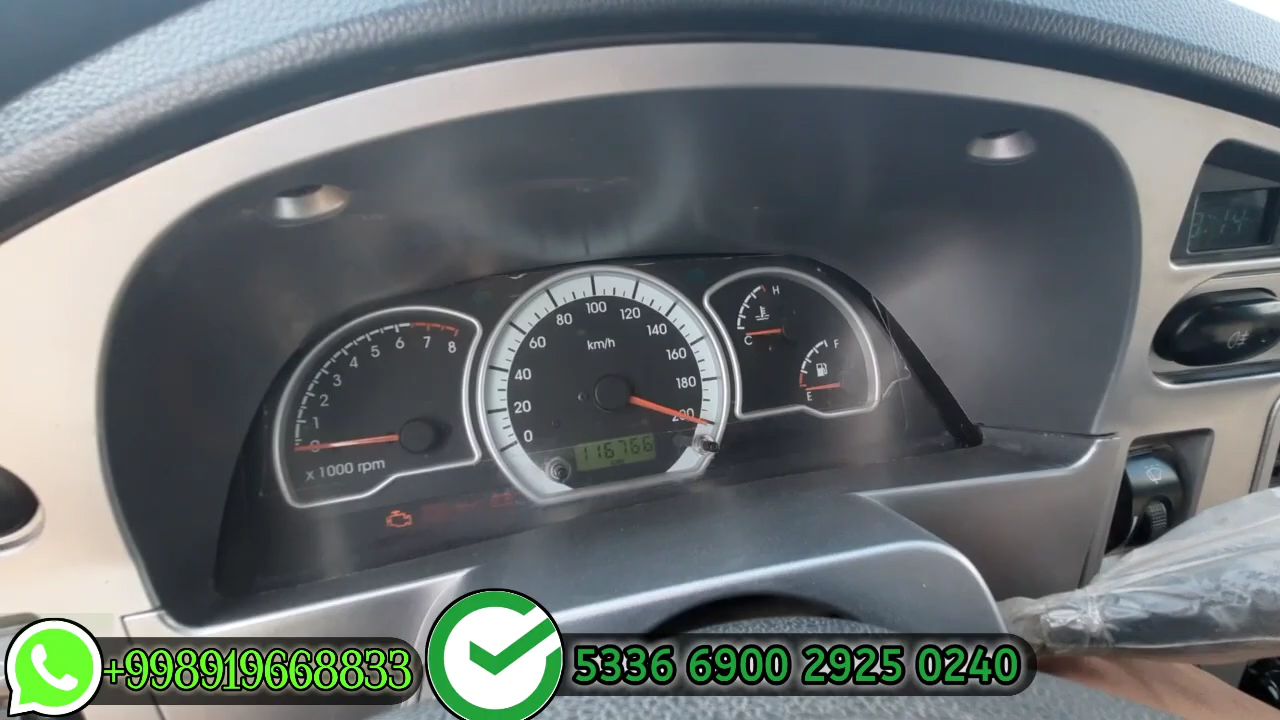 0 1 2 3 4 5 6 7 8
x 1000 rpm
0 20 40 60 80 100 120 140 160 180 200
km/h
116766
H
C
F
E
+998919668833
5336 6900 2925 0240